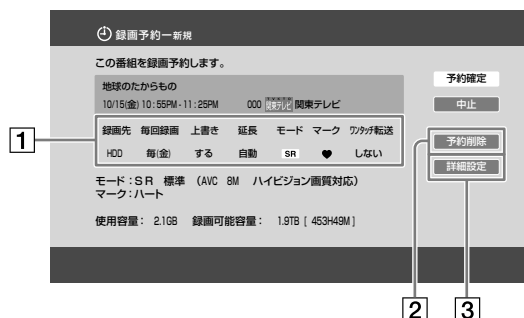 録画予約ー新規
この番組を録画予約します。
地球のたからもの
10/15(金) 10:55PM-11:25PM 000 関東テレビ 関東テレビ
録画先 毎回録画 上書き 延長 モード マーク ワンタッチ転送
HDD 毎(金) する 自動 SR ♥ しない
モード:SR 標準 (AVC 8M ハイビジョン画質対応)
マーク:ハート
使用容量: 2.1GB 録画可能容量: 1.9TB [ 453H49M ]
予約確定
中止
予約削除
詳細設定
1
2
3